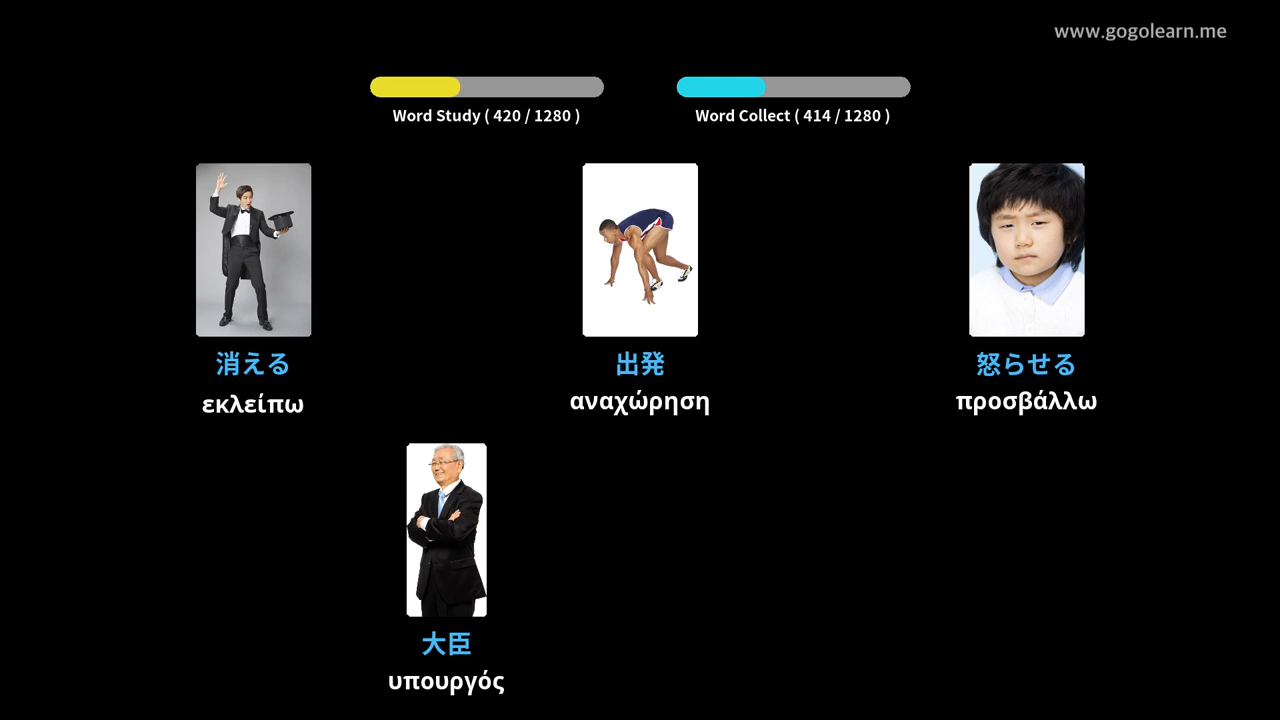 www.gogolearn.me
Word Study ( 420 / 1280 )
Word Collect ( 414 / 1280 )
消える
εκλείπω
出発
αναχώρηση
怒らせる
προσβάλλω
大臣
υπουργός